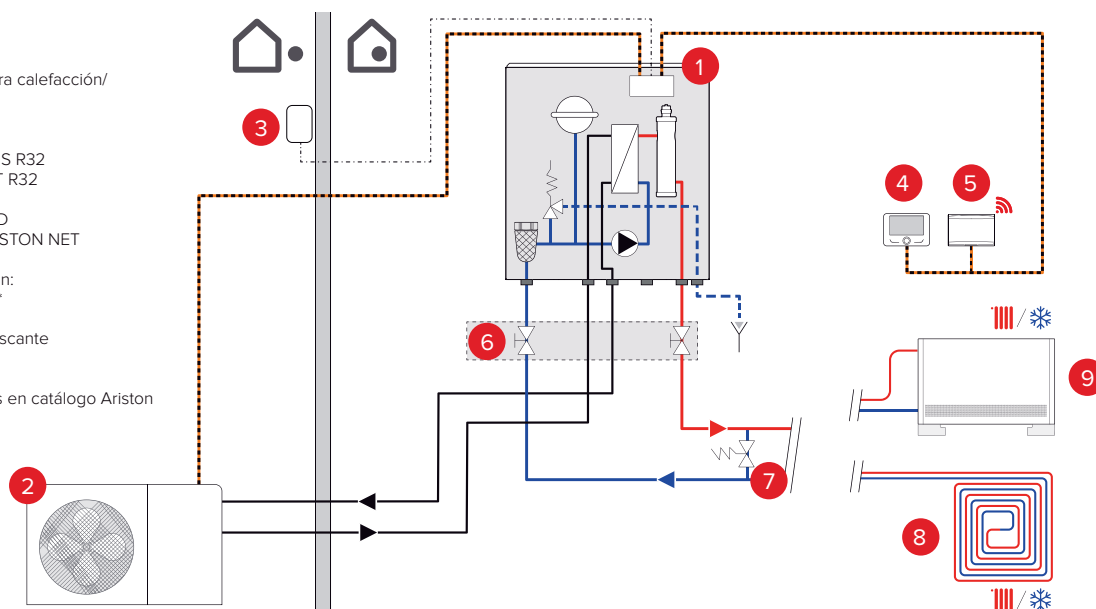 ra calefacción/
S R32
T R32
O
STON NET
n:
scante
s en catálogo Ariston
1
3
4
5
6
9
7
2
8